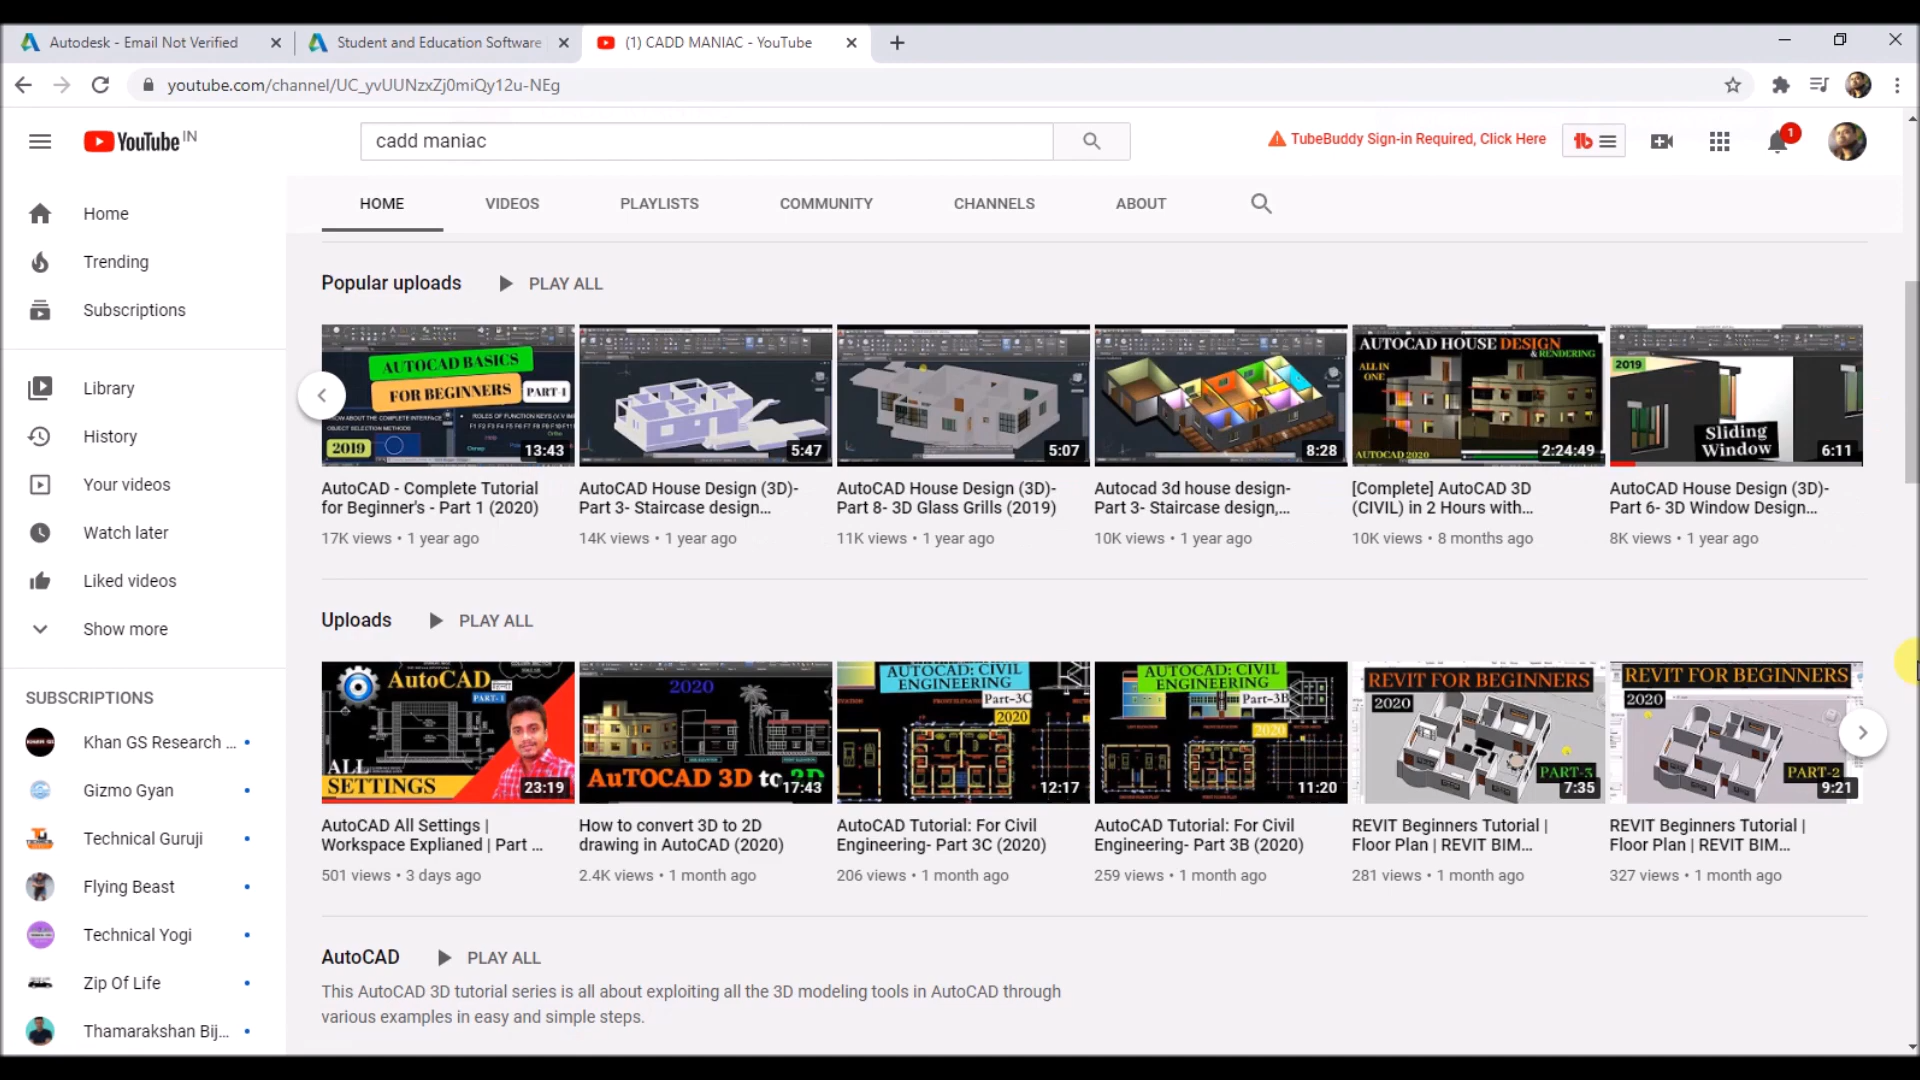 Autodesk - Email Not Verified
Student and Education Software
(1) CADD MANIAC - YouTube
youtube.com/channel/UC_yvUUNzxZj0miQy12u-NEg
YouTube IN
cadd maniac
TubeBuddy Sign-in Required, Click Here
tb
1
HOME VIDEOS PLAYLISTS COMMUNITY CHANNELS ABOUT
Home
Trending
Subscriptions
Library
History
Your videos
Watch later
Liked videos
Show more
SUBSCRIPTIONS
Khan GS Research ...
Gizmo Gyan
Technical Guruji
Flying Beast
Technical Yogi
Zip Of Life
Thamarakshan Bij...
Popular uploads PLAY ALL
AUTOCAD BASICS
FOR BEGINNERS PART-1
2019 13:43
5:47
5:07
8:28
AUTOCAD HOUSE DESIGN
& RENDERING
ALL IN
ONE
AUTOCAD 2020 2:24:49
2019
Sliding
Window 6:11
AutoCAD - Complete Tutorial
for Beginner's - Part 1 (2020)
17K views • 1 year ago
AutoCAD House Design (3D)-
Part 3- Staircase design...
14K views • 1 year ago
AutoCAD House Design (3D)-
Part 8- 3D Glass Grills (2019)
11K views • 1 year ago
Autocad 3d house design-
Part 3- Staircase design,...
10K views • 1 year ago
[Complete] AutoCAD 3D
(CIVIL) in 2 Hours with...
10K views • 8 months ago
AutoCAD House Design (3D)-
Part 6- 3D Window Design...
8K views • 1 year ago
Uploads PLAY ALL
AutoCAD
PART-1
ALL
SETTINGS 23:19
2020
AuTOCAD 3D to 2D
17:43
AUTOCAD: CIVIL
ENGINEERING
Part-3C
2020
12:17
AUTOCAD: CIVIL
ENGINEERING
Part-3B
2020
11:20
REVIT FOR BEGINNERS
2020
PART-3
7:35
REVIT FOR BEGINNERS
2020
PART-2
9:21
AutoCAD All Settings |
Workspace Explianed | Part ...
501 views • 3 days ago
How to convert 3D to 2D
drawing in AutoCAD (2020)
2.4K views • 1 month ago
AutoCAD Tutorial: For Civil
Engineering- Part 3C (2020)
206 views • 1 month ago
AutoCAD Tutorial: For Civil
Engineering- Part 3B (2020)
259 views • 1 month ago
REVIT Beginners Tutorial |
Floor Plan | REVIT BIM...
281 views • 1 month ago
REVIT Beginners Tutorial |
Floor Plan | REVIT BIM...
327 views • 1 month ago
AutoCAD PLAY ALL
This AutoCAD 3D tutorial series is all about exploiting all the 3D modeling tools in AutoCAD through
various examples in easy and simple steps.